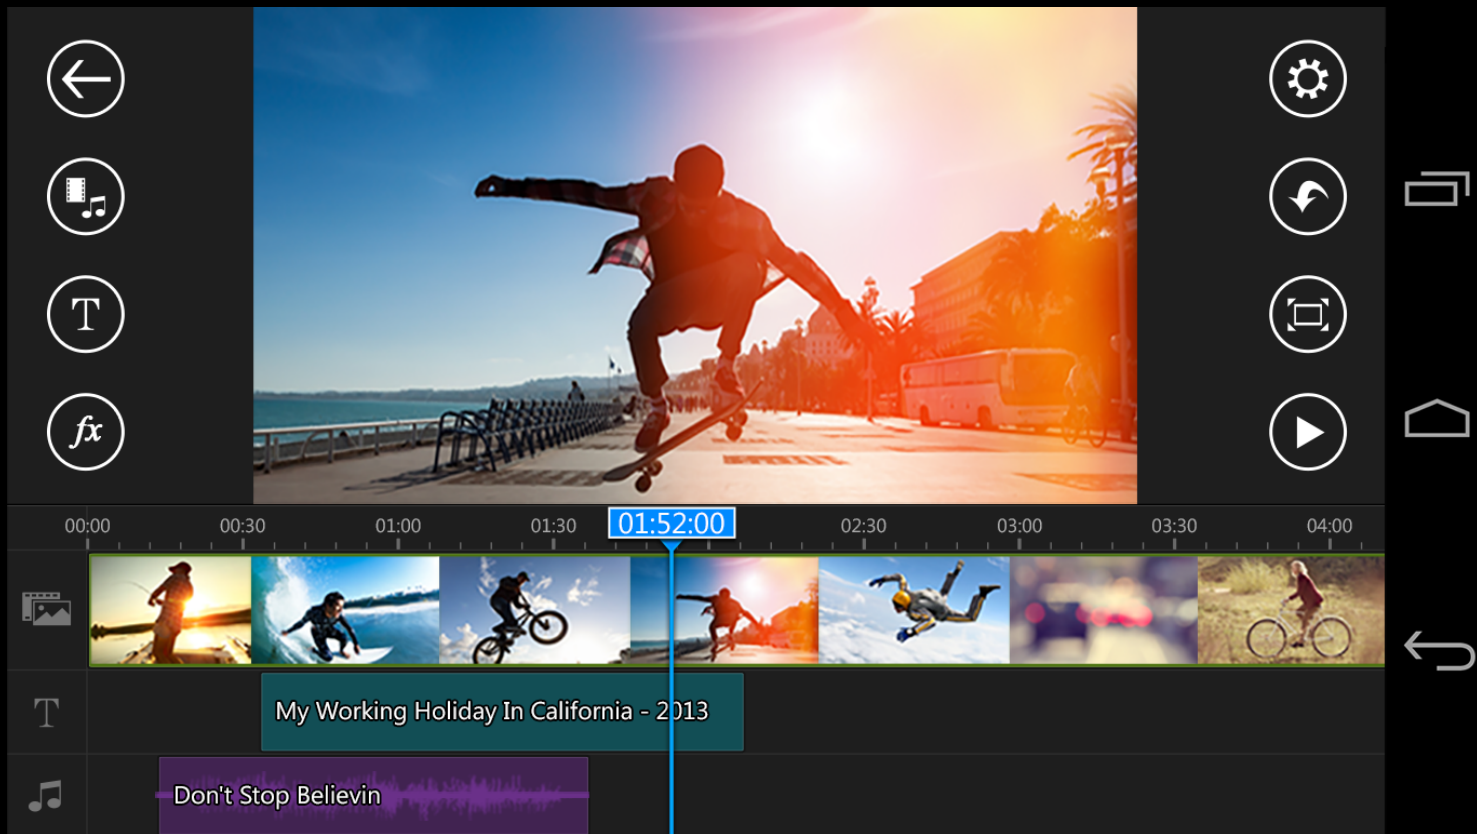 T
fx
00:00 00:30 01:00 01:30 01:52:00 02:30 03:00 03:30 04:00
T
My Working Holiday In California - 2013
Don't Stop Believin